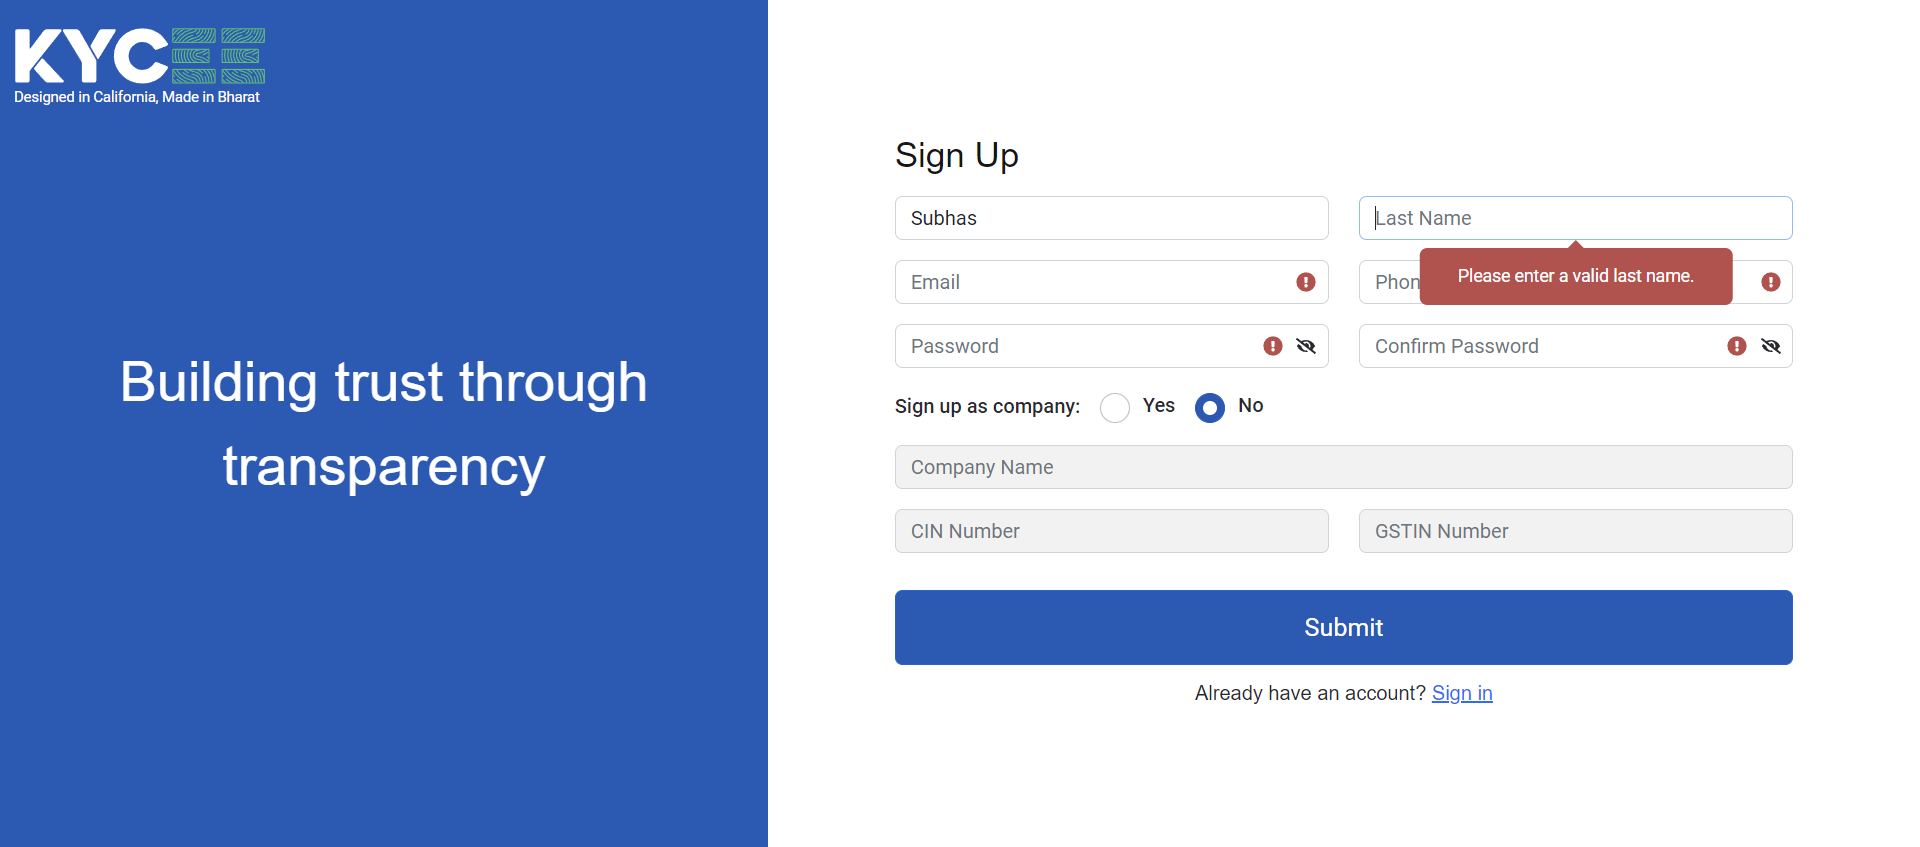 KYCEE
Designed in California, Made in Bharat
Building trust through
transparency
Sign Up
Subhas
Last Name
Please enter a valid last name.
Email
Phon
Password
Confirm Password
Sign up as company:
Yes
No
Company Name
CIN Number
GSTIN Number
Submit
Already have an account? Sign in